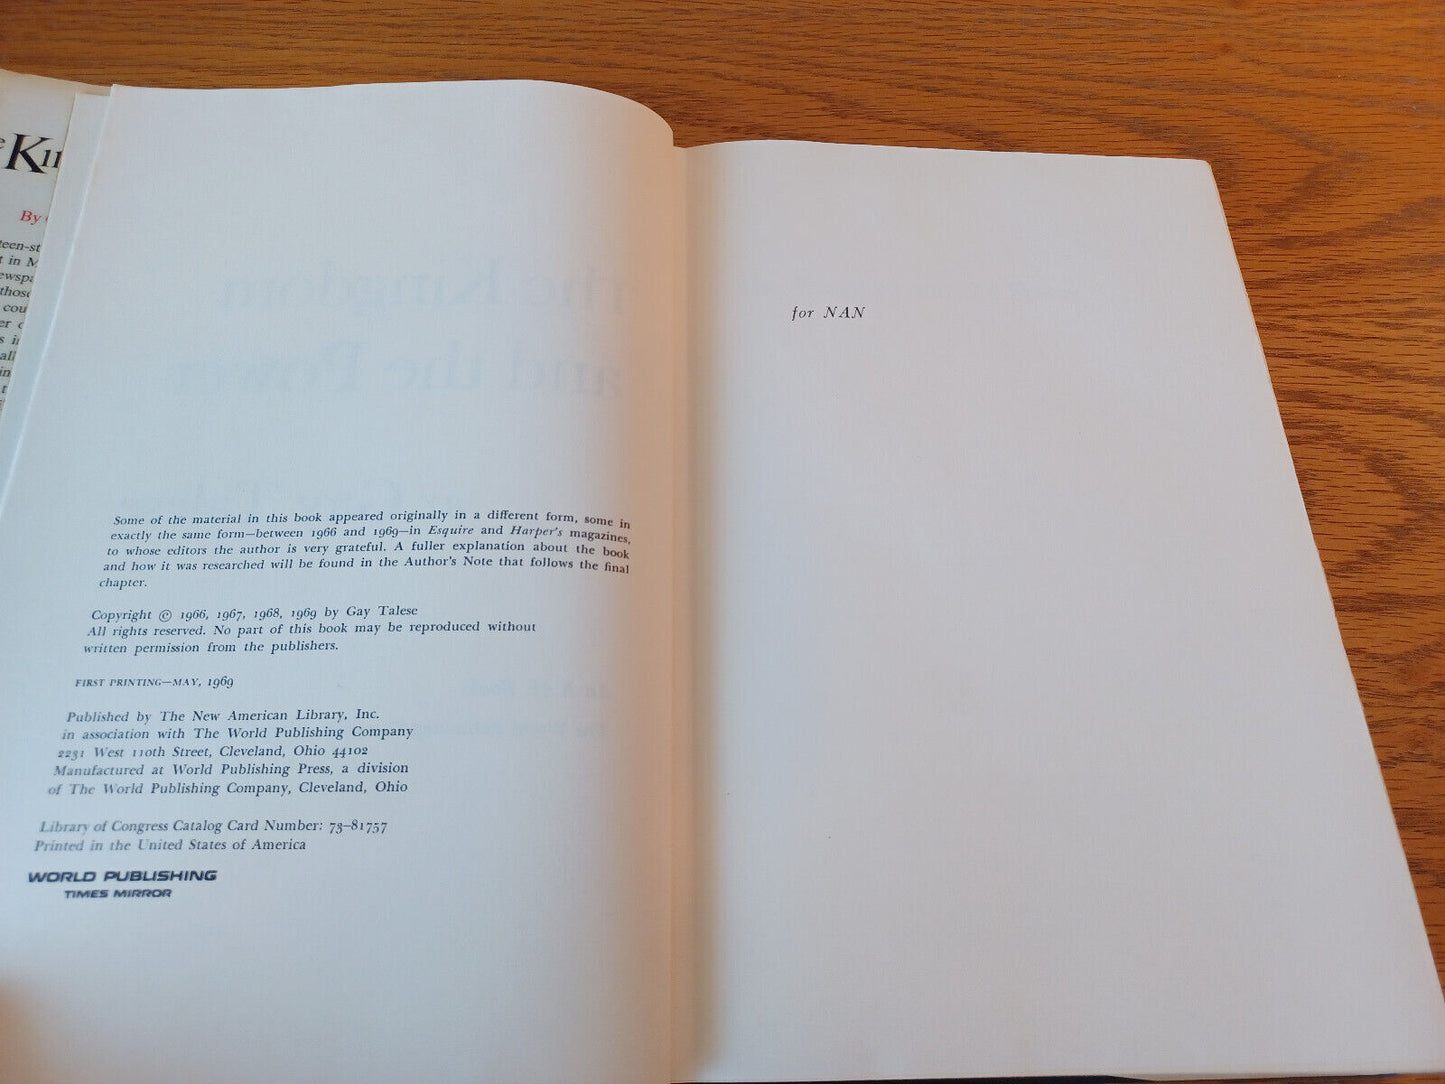 By
Some of the material in this book appeared originally in a different form, some in
exactly the same form—between 1966 and 1969—in Esquire and Harper's magazines,
to whose editors the author is very grateful. A fuller explanation about the book
and how it was researched will be found in the Author's Note that follows the final
chapter.
Copyright © 1966, 1967, 1968, 1969 by Gay Talese
All rights reserved. No part of this book may be reproduced without
written permission from the publishers.
FIRST PRINTING—MAY, 1969
Published by The New American Library, Inc.
in association with The World Publishing Company
2231 West 110th Street, Cleveland, Ohio 44102
Manufactured at World Publishing Press, a division
of The World Publishing Company, Cleveland, Ohio
Library of Congress Catalog Card Number: 73–81757
Printed in the United States of America
WORLD PUBLISHING
TIMES MIRROR
for NAN